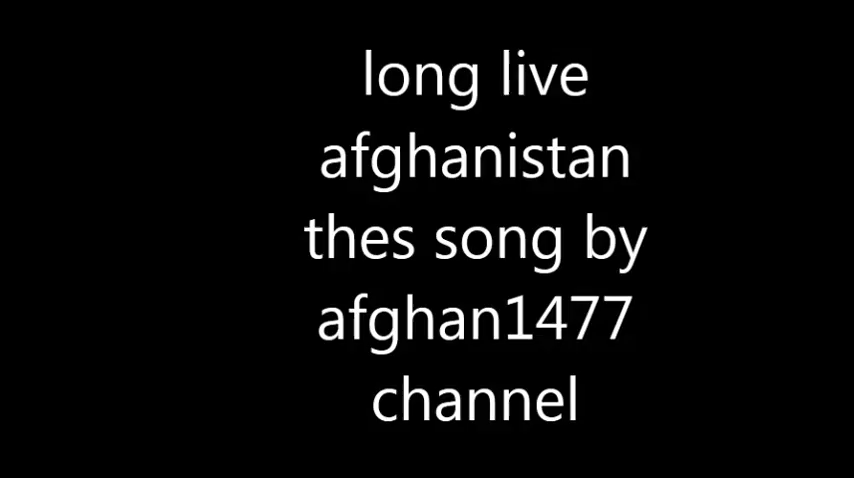 long live
afghanistan
thes song by
afghan1477
channel